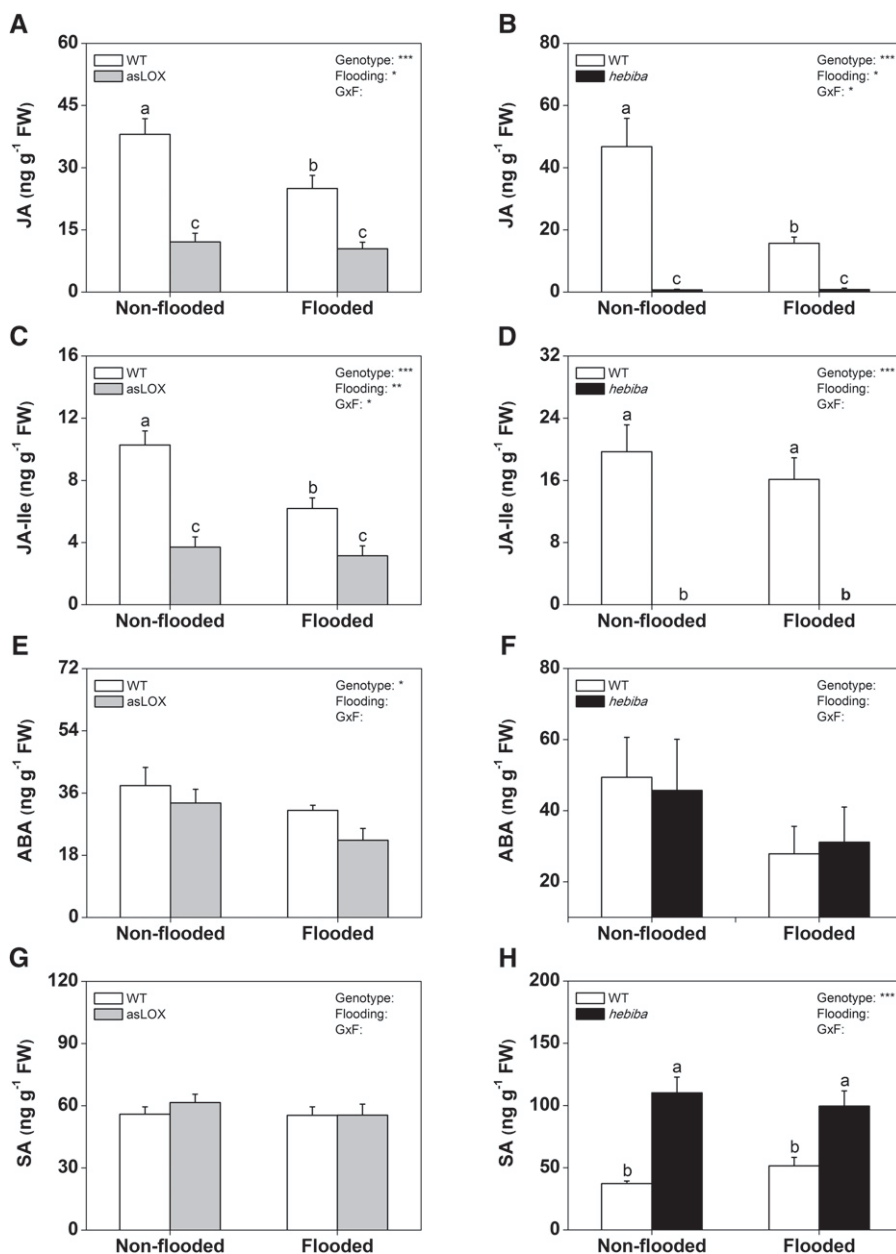 A
60
45
30
15
0
JA (ng g⁻¹ FW)
WT
asLOX
Genotype: ***
Flooding: *
GxF:
a
c
b
c
Non-flooded
Flooded
B
80
60
40
20
0
JA (ng g⁻¹ FW)
WT
hebiba
Genotype: ***
Flooding: *
GxF: *
a
c
b
c
Non-flooded
Flooded
C
16
12
8
4
0
JA-Ile (ng g⁻¹ FW)
WT
asLOX
Genotype: ***
Flooding: **
GxF: *
a
c
b
c
Non-flooded
Flooded
D
32
24
16
8
0
JA-Ile (ng g⁻¹ FW)
WT
hebiba
Genotype: ***
Flooding:
GxF:
a
b
a
b
Non-flooded
Flooded
E
72
54
36
18
0
ABA (ng g⁻¹ FW)
WT
asLOX
Genotype: *
Flooding:
GxF:
Non-flooded
Flooded
F
80
60
40
20
ABA (ng g⁻¹ FW)
WT
hebiba
Genotype:
Flooding:
GxF:
Non-flooded
Flooded
G
120
90
60
30
0
SA (ng g⁻¹ FW)
WT
asLOX
Genotype:
Flooding:
GxF:
Non-flooded
Flooded
H
200
150
100
50
0
SA (ng g⁻¹ FW)
WT
hebiba
Genotype: ***
Flooding:
GxF:
b
a
b
a
Non-flooded
Flooded